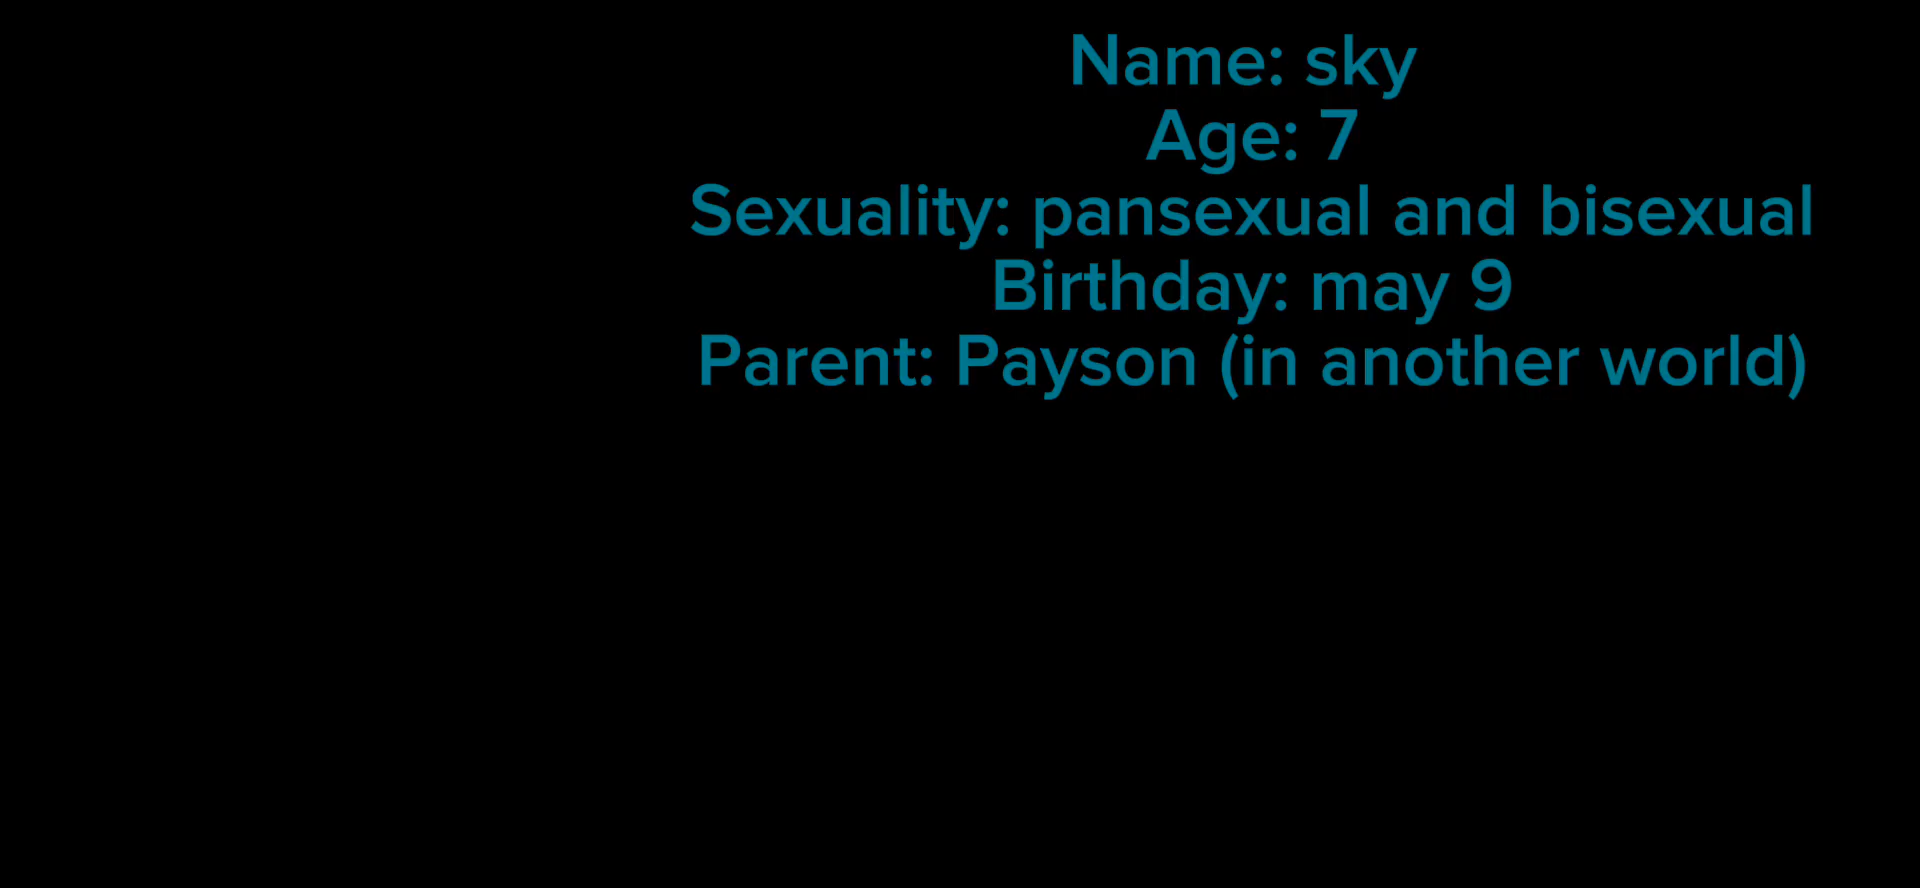 Name: sky
Age: 7
Sexuality: pansexual and bisexual
Birthday: may 9
Parent: Payson (in another world)